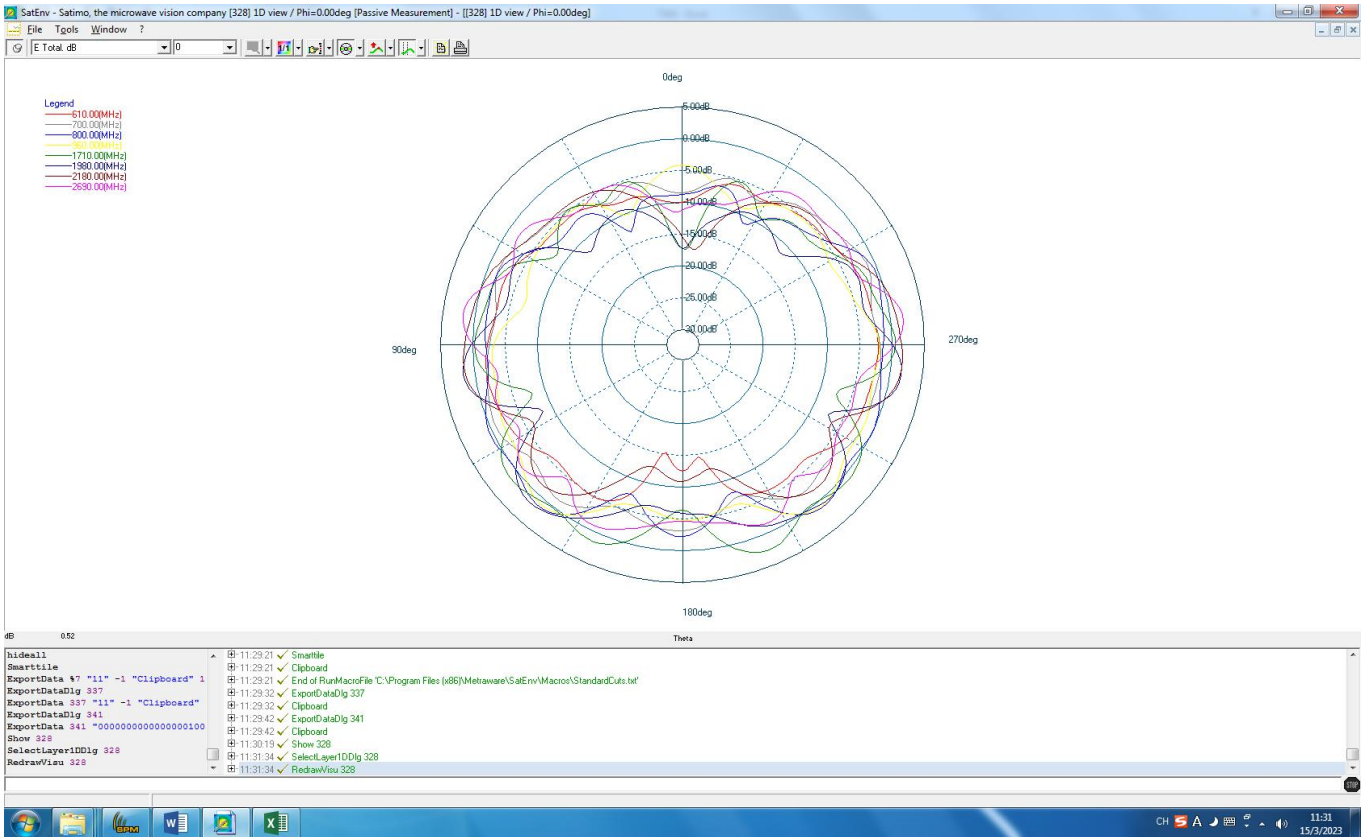 SatEnv - Satimo, the microwave vision company [328] 1D view / Phi=0.00deg [Passive Measurement] - [[328] 1D view / Phi=0.00deg]
File Tools Window ?
E Total. dB 0
0deg
Legend
610.00(MHz)
700.00(MHz)
800.00(MHz)
960.00(MHz)
1710.00(MHz)
1980.00(MHz)
2180.00(MHz)
2690.00(MHz)
5.00dB
0.00dB
-5.00dB
-10.00dB
-15.00dB
-20.00dB
-25.00dB
-30.00dB
90deg
270deg
180deg
dB 0.52 Theta
hideall
Smarttile
ExportData %7 "11" -1 "Clipboard" 1
ExportDataDlg 337
ExportData 337 "11" -1 "Clipboard"
ExportDataDlg 341
ExportData 341 "0000000000000000100
Show 328
SelectLayer1DDlg 328
RedrawVisu 328
11:29:21 Smarttile
11:29:21 Clipboard
11:29:21 End of RunMacroFile 'C:\Program Files (x86)\Metraware\SatEnv\Macros\StandardCuts.txt'
11:29:32 ExportDataDlg 337
11:29:32 Clipboard
11:29:42 ExportDataDlg 341
11:29:42 Clipboard
11:30:19 Show 328
11:31:34 SelectLayer1DDlg 328
11:31:34 RedrawVisu 328
STOP
SPM
CH S A 11:31
15/3/2023